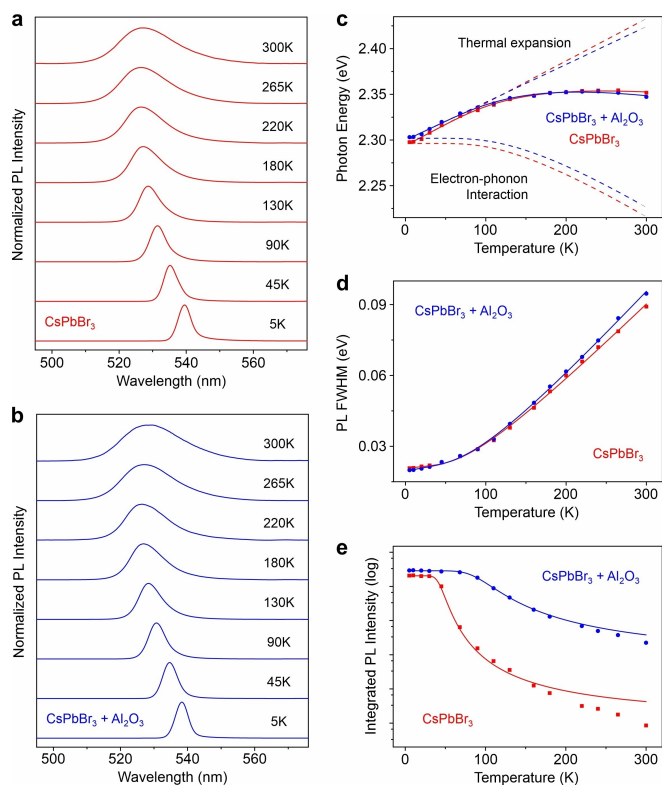 a
300K
265K
220K
180K
130K
90K
45K
CsPbBr₃
5K
Normalized PL Intensity
500
520
540
560
Wavelength (nm)
b
300K
265K
220K
180K
130K
90K
45K
CsPbBr₃ + Al₂O₃
5K
Normalized PL Intensity
500
520
540
560
Wavelength (nm)
c
Photon Energy (eV)
2.40
2.35
2.30
2.25
Thermal expansion
CsPbBr₃ + Al₂O₃
CsPbBr₃
Electron-phonon
Interaction
0
100
200
300
Temperature (K)
d
PL FWHM (eV)
0.09
0.06
0.03
CsPbBr₃ + Al₂O₃
CsPbBr₃
0
100
200
300
Temperature (K)
e
Integrated PL Intensity (log)
CsPbBr₃ + Al₂O₃
CsPbBr₃
0
100
200
300
Temperature (K)